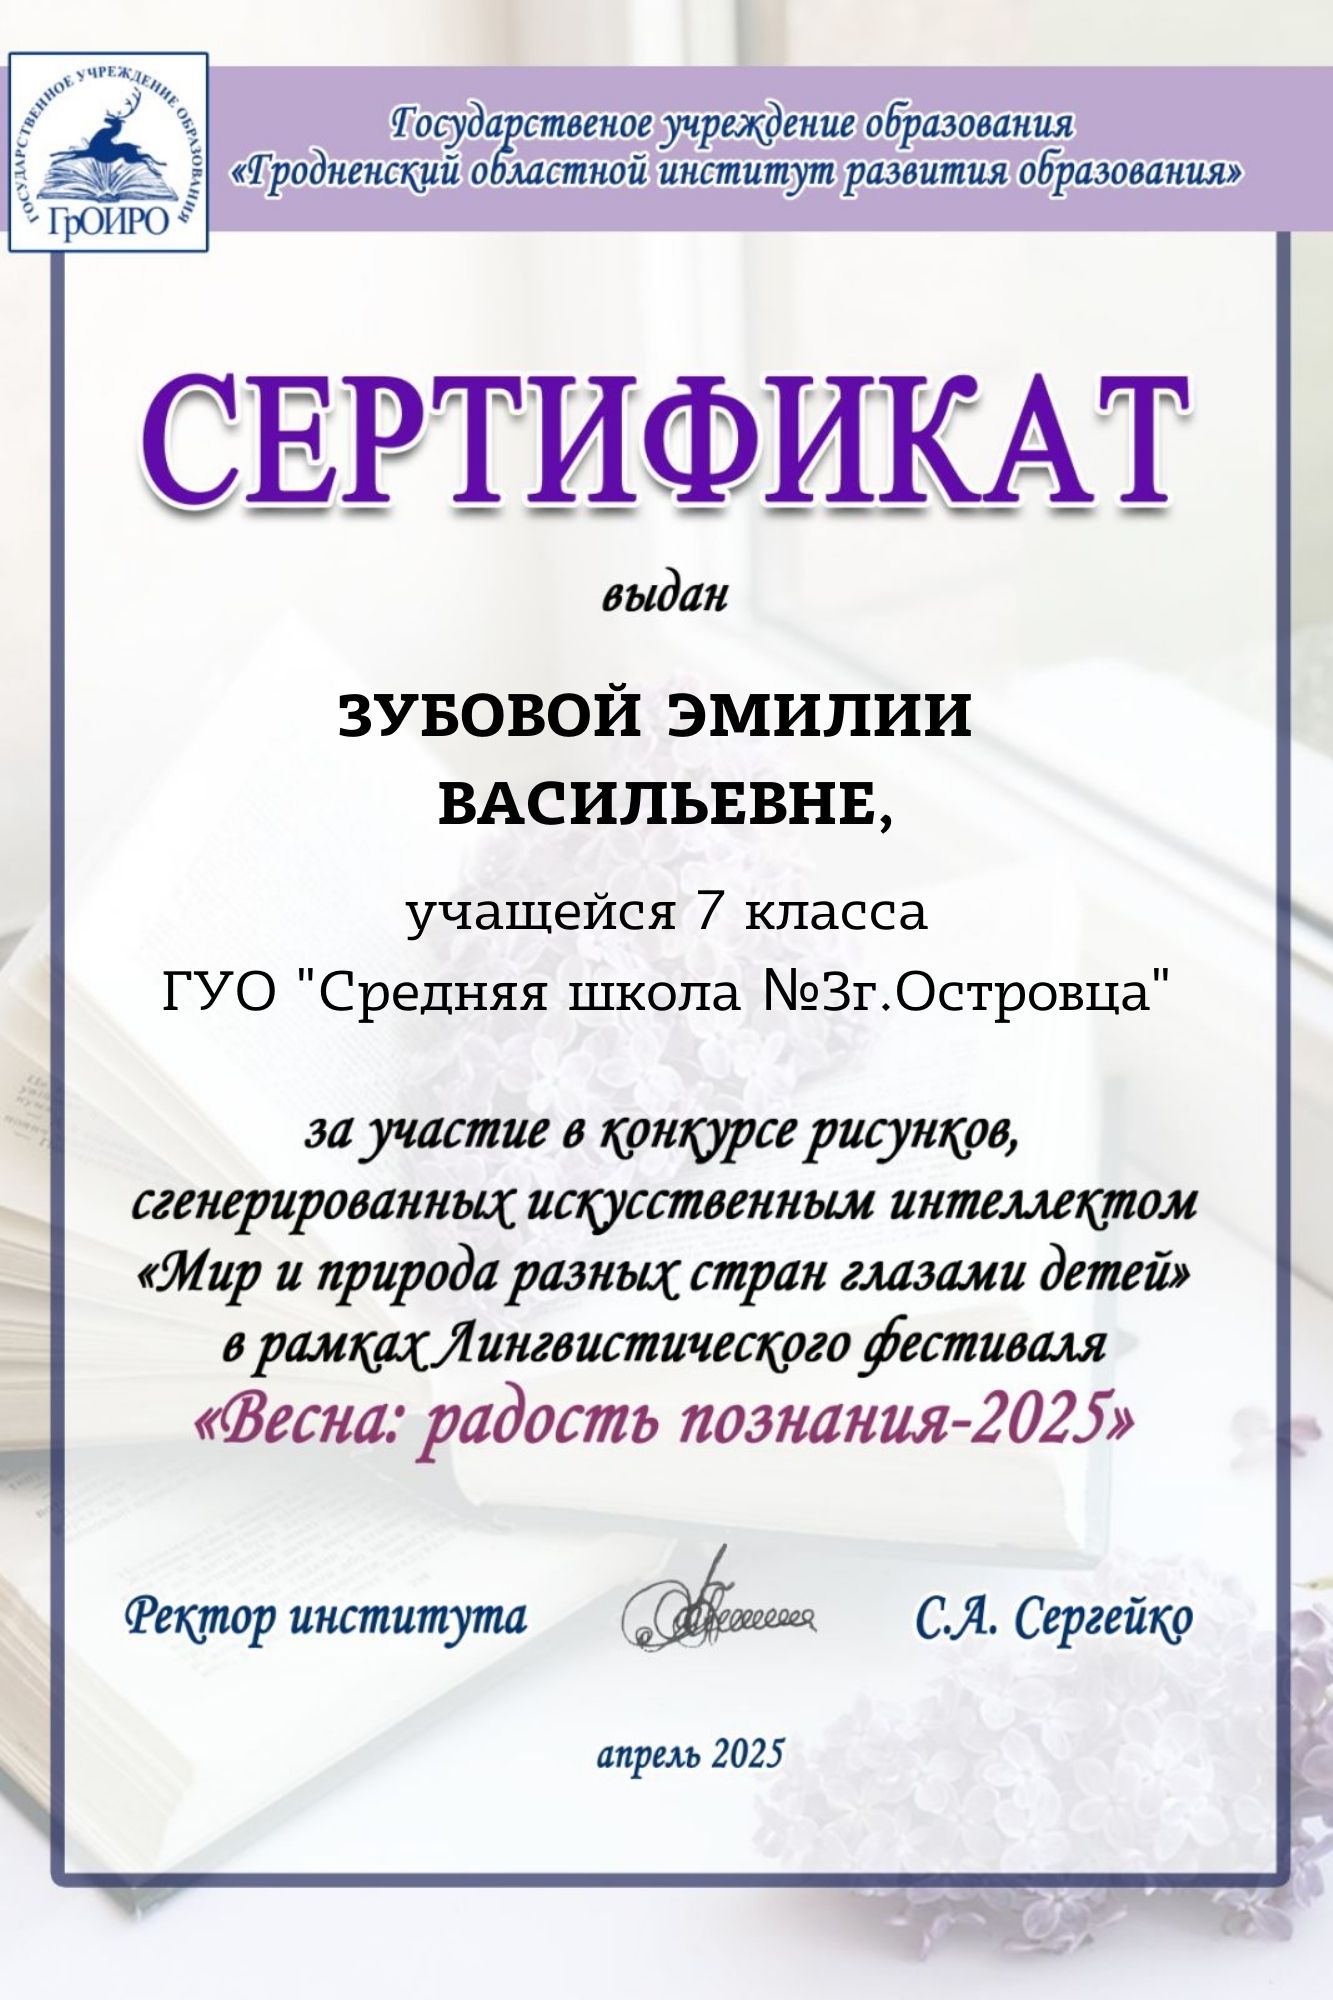 ГОСУДАРСТВЕННОЕ УЧРЕЖДЕНИЕ ОБРАЗОВАНИЯ
ГрОИРО
Государственое учреждение образования
«Гродненский областной институт развития образования»
СЕРТИФИКАТ
выдан
ЗУБОВОЙ ЭМИЛИИ
ВАСИЛЬЕВНЕ,
учащейся 7 класса
ГУО "Средняя школа №3г.Островца"
за участие в конкурсе рисунков,
сгенерированных искусственным интеллектом
«Мир и природа разных стран глазами детей»
в рамках Лингвистического фестиваля
«Весна: радость познания-2025»
Ректор института
С.А. Сергейко
апрель 2025